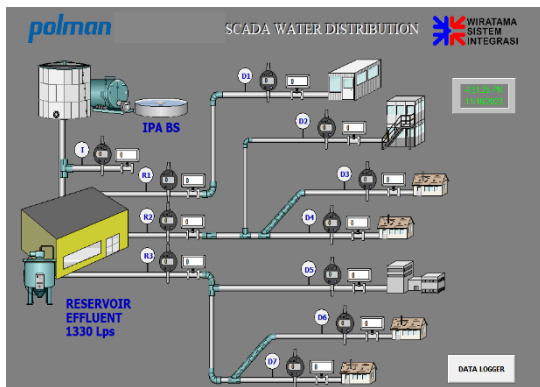 polman
SCADA WATER DISTRIBUTION
WIRATAMA
SISTEM
INTEGRASI
D1
IPA BS
D2
I
R1
D3
R2
D4
R3
D5
RESERVOIR
EFFLUENT
1330 Lps
D6
D7
DATA LOGGER